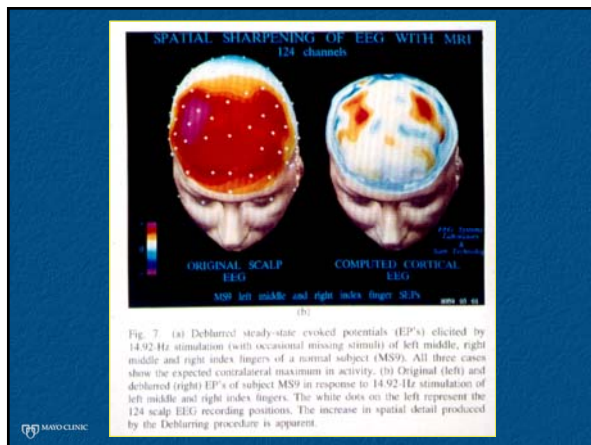 SPATIAL SHARPENING OF EEG WITH MRI
124 channels
ORIGINAL SCALP
EEG
COMPUTED CORTICAL
EEG
EEG Systems
Laboratories
&
MS9 left middle and right index finger SEPs
(b)
Fig. 7. (a) Deblurred steady-state evoked potentials (EP's) elicited by
14.92-Hz stimulation (with occasional missing stimuli) of left middle, right
middle and right index fingers of a normal subject (MS9). All three cases
show the expected contralateral maximum in activity. (b) Original (left) and
deblurred (right) EP's of subject MS9 in response to 14.92-Hz stimulation of
left middle and right index fingers. The white dots on the left represent the
124 scalp EEG recording positions. The increase in spatial detail produced
by the Deblurring procedure is apparent.
MAYO CLINIC